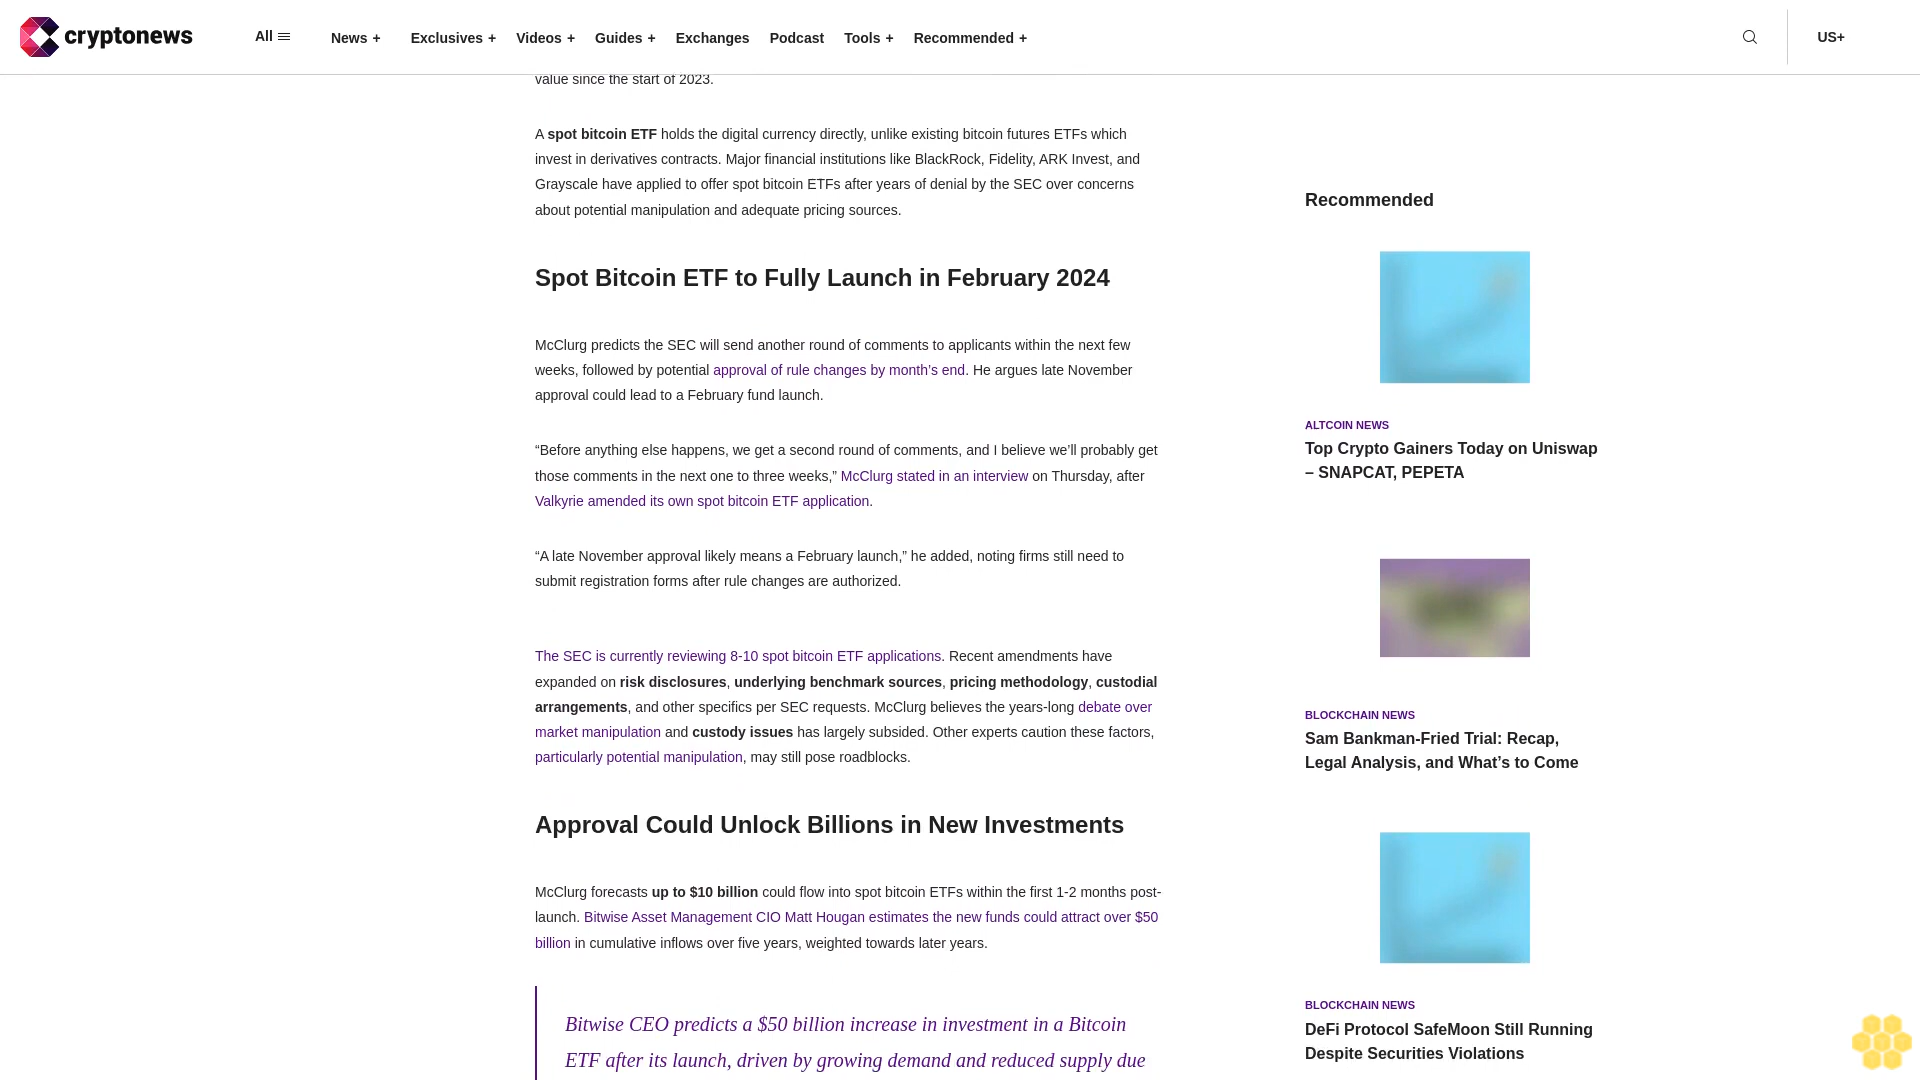 cryptonews
All
News +
Exclusives +
Videos +
Guides +
Exchanges
Podcast
Tools +
Recommended +
US+
value since the start of 2023.
A spot bitcoin ETF holds the digital currency directly, unlike existing bitcoin futures ETFs which
invest in derivatives contracts. Major financial institutions like BlackRock, Fidelity, ARK Invest, and
Grayscale have applied to offer spot bitcoin ETFs after years of denial by the SEC over concerns
about potential manipulation and adequate pricing sources.
Spot Bitcoin ETF to Fully Launch in February 2024
McClurg predicts the SEC will send another round of comments to applicants within the next few
weeks, followed by potential approval of rule changes by month’s end. He argues late November
approval could lead to a February fund launch.
“Before anything else happens, we get a second round of comments, and I believe we’ll probably get
those comments in the next one to three weeks,” McClurg stated in an interview on Thursday, after
Valkyrie amended its own spot bitcoin ETF application.
“A late November approval likely means a February launch,” he added, noting firms still need to
submit registration forms after rule changes are authorized.
The SEC is currently reviewing 8-10 spot bitcoin ETF applications. Recent amendments have
expanded on risk disclosures, underlying benchmark sources, pricing methodology, custodial
arrangements, and other specifics per SEC requests. McClurg believes the years-long debate over
market manipulation and custody issues has largely subsided. Other experts caution these factors,
particularly potential manipulation, may still pose roadblocks.
Approval Could Unlock Billions in New Investments
McClurg forecasts up to $10 billion could flow into spot bitcoin ETFs within the first 1-2 months post-
launch. Bitwise Asset Management CIO Matt Hougan estimates the new funds could attract over $50
billion in cumulative inflows over five years, weighted towards later years.
Bitwise CEO predicts a $50 billion increase in investment in a Bitcoin
ETF after its launch, driven by growing demand and reduced supply due
Recommended
ALTCOIN NEWS
Top Crypto Gainers Today on Uniswap
– SNAPCAT, PEPETA
BLOCKCHAIN NEWS
Sam Bankman-Fried Trial: Recap,
Legal Analysis, and What’s to Come
BLOCKCHAIN NEWS
DeFi Protocol SafeMoon Still Running
Despite Securities Violations